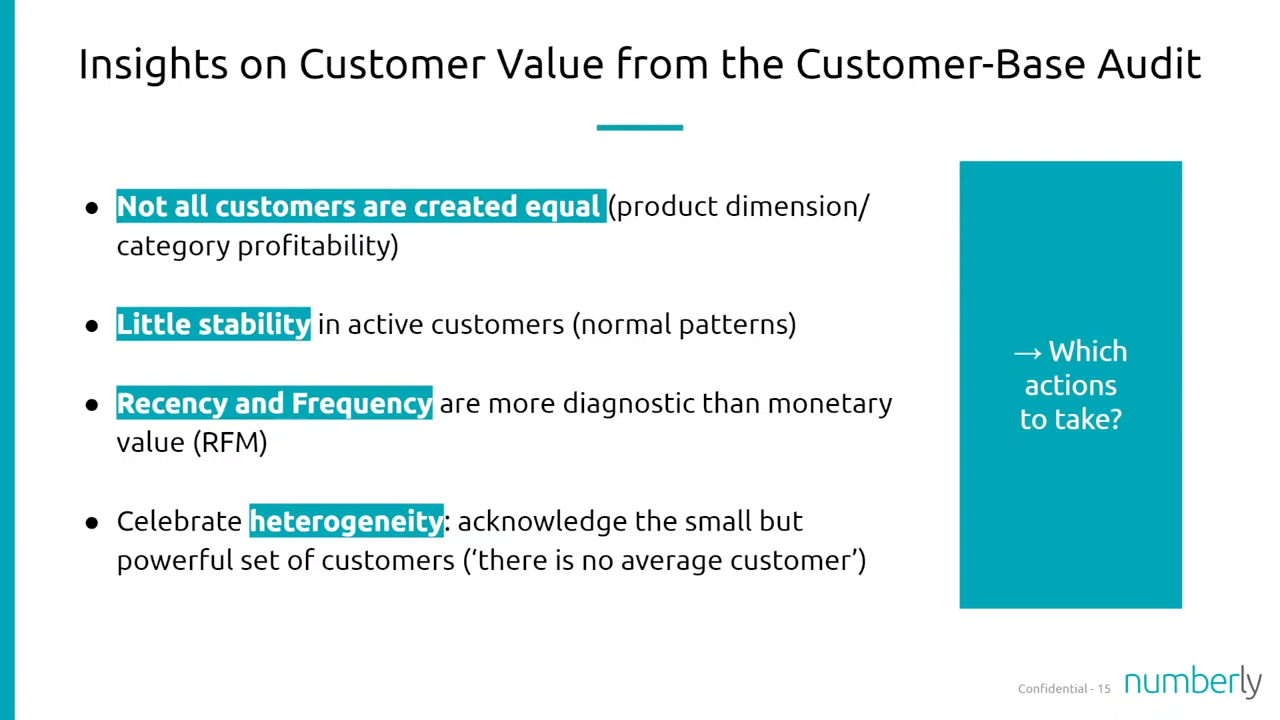 Insights on Customer Value from the Customer-Base Audit
● Not all customers are created equal (product dimension/
category profitability)
● Little stability in active customers (normal patterns)
● Recency and Frequency are more diagnostic than monetary
value (RFM)
● Celebrate heterogeneity: acknowledge the small but
powerful set of customers (‘there is no average customer’)
→ Which
actions
to take?
Confidential - 15
numberly